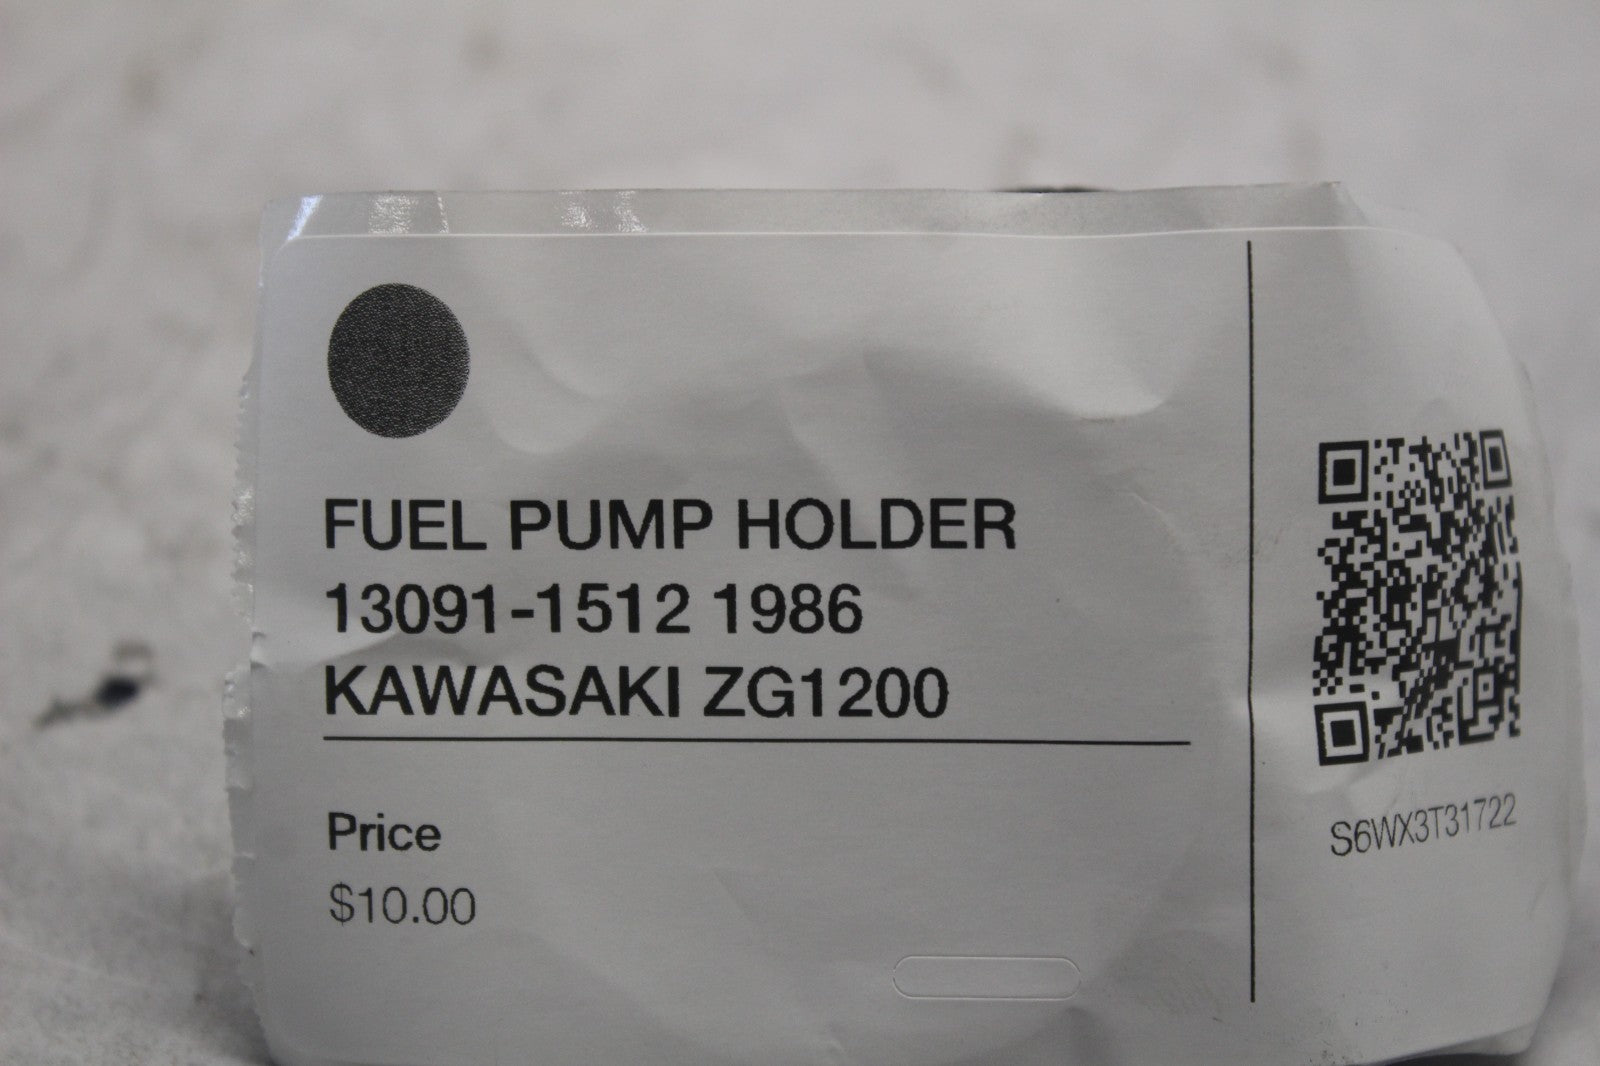 FUEL PUMP HOLDER
13091-1512 1986
KAWASAKI ZG1200
Price
$10.00
S6WX3T31722